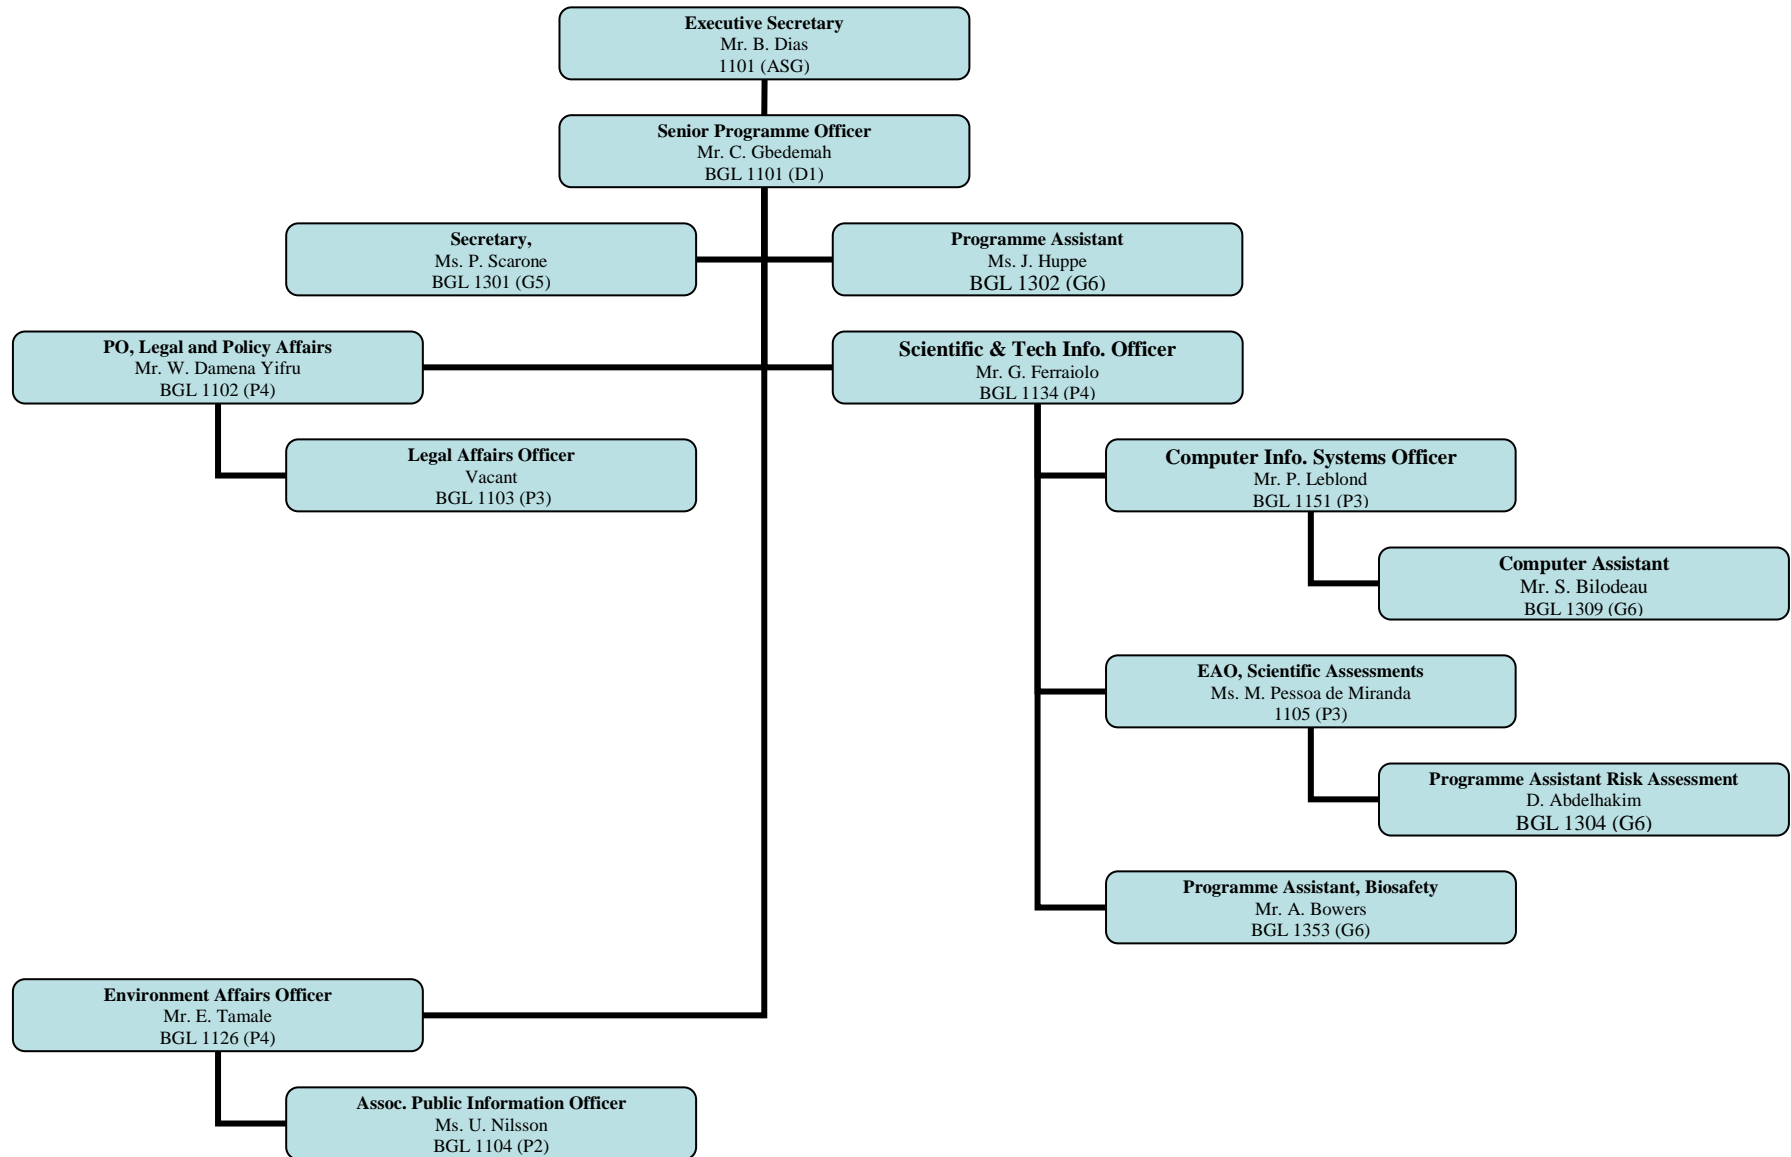 Executive Secretary
Mr. B. Dias
1101 (ASG)
Senior Programme Officer
Mr. C. Gbedemah
BGL 1101 (D1)
Secretary,
Ms. P. Scarone
BGL 1301 (G5)
Programme Assistant
Ms. J. Huppe
BGL 1302 (G6)
PO, Legal and Policy Affairs
Mr. W. Damena Yifru
BGL 1102 (P4)
Scientific & Tech Info. Officer
Mr. G. Ferraiolo
BGL 1134 (P4)
Legal Affairs Officer
Vacant
BGL 1103 (P3)
Computer Info. Systems Officer
Mr. P. Leblond
BGL 1151 (P3)
Computer Assistant
Mr. S. Bilodeau
BGL 1309 (G6)
EAO, Scientific Assessments
Ms. M. Pessoa de Miranda
1105 (P3)
Programme Assistant Risk Assessment
D. Abdelhakim
BGL 1304 (G6)
Programme Assistant, Biosafety
Mr. A. Bowers
BGL 1353 (G6)
Environment Affairs Officer
Mr. E. Tamale
BGL 1126 (P4)
Assoc. Public Information Officer
Ms. U. Nilsson
BGL 1104 (P2)